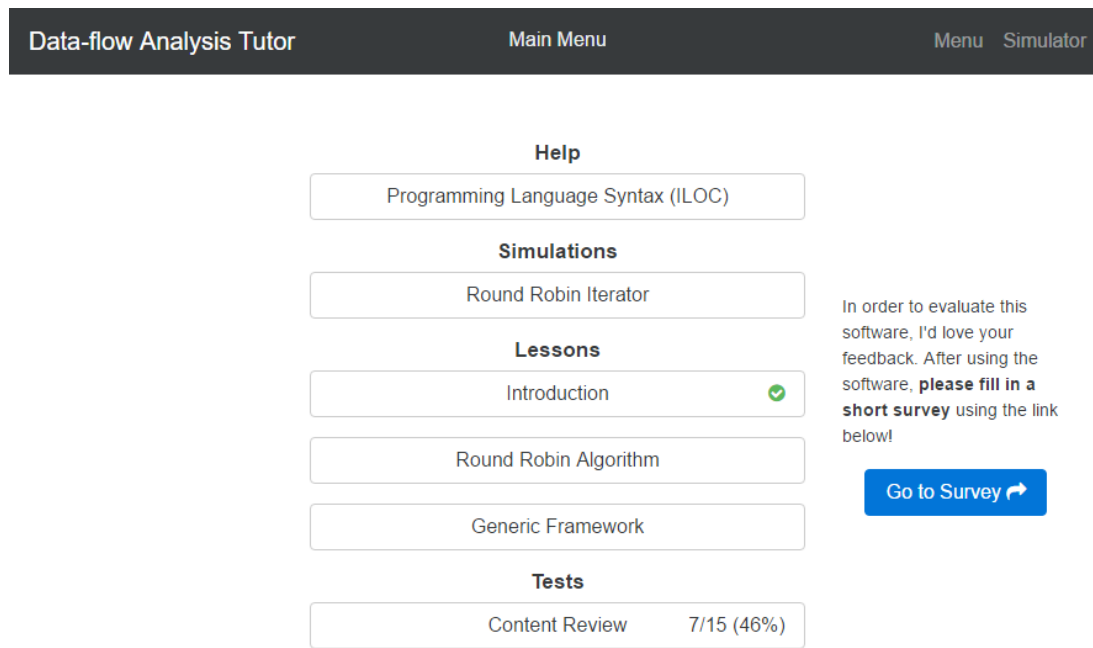 Data-flow Analysis Tutor
Main Menu
Menu Simulator
Help
Programming Language Syntax (ILOC)
Simulations
Round Robin Iterator
Lessons
Introduction
Round Robin Algorithm
Generic Framework
Tests
Content Review 7/15 (46%)
In order to evaluate this
software, I'd love your
feedback. After using the
software, please fill in a
short survey using the link
below!
Go to Survey